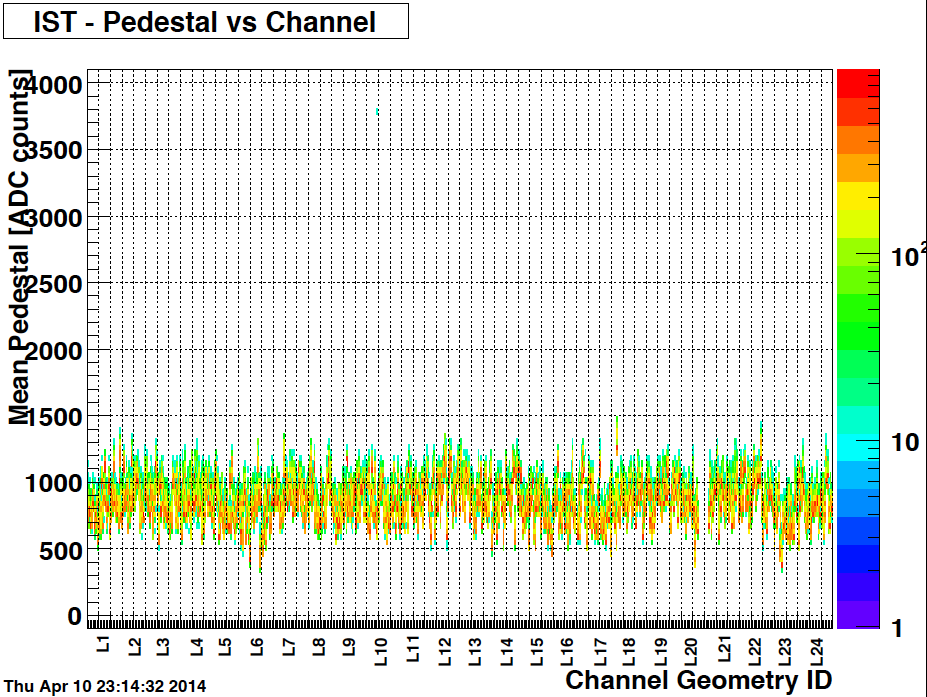 IST - Pedestal vs Channel
Mean Pedestal [ADC counts]
4000
3500
3000
2500
2000
1500
1000
500
0
10²
10
1
L1 L2 L3 L4 L5 L6 L7 L8 L9 L10 L11 L12 L13 L14 L15 L16 L17 L18 L19 L20 L21 L22 L23 L24
Channel Geometry ID
Thu Apr 10 23:14:32 2014